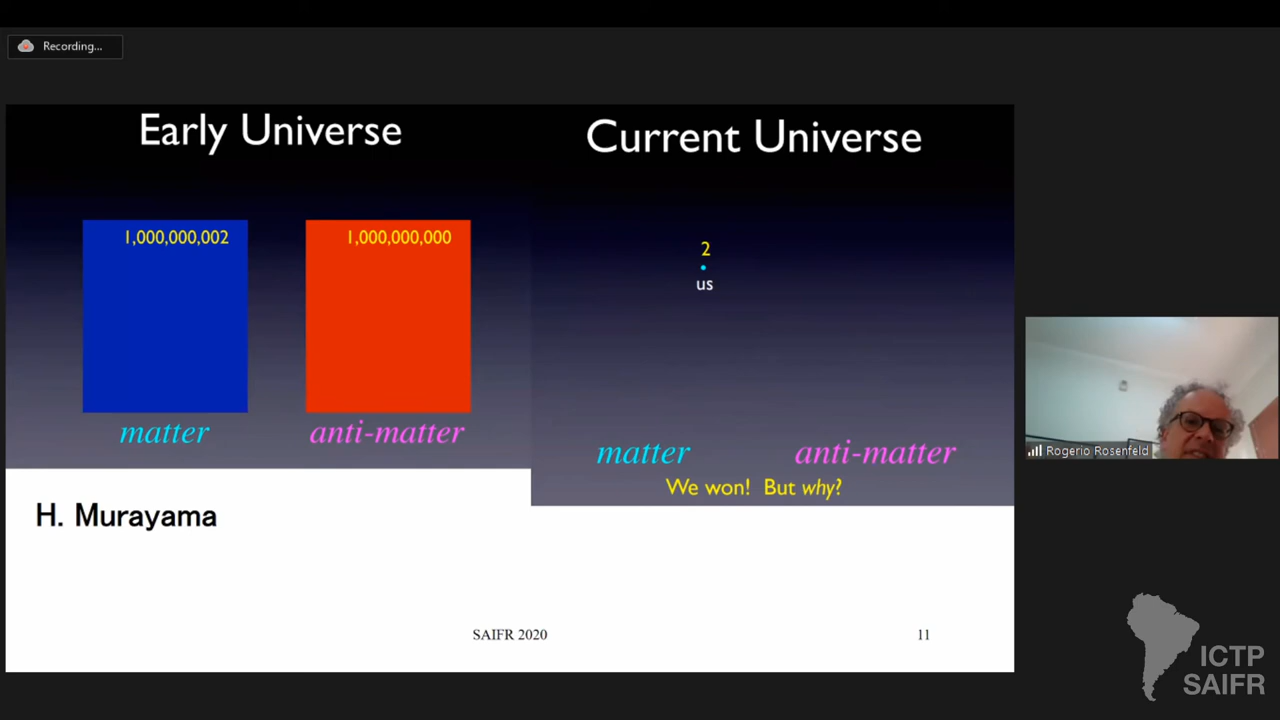 Recording...
Early Universe
1,000,000,002
1,000,000,000
matter
anti-matter
H. Murayama
Current Universe
2
us
matter
anti-matter
We won! But why?
SAIFR 2020
11
Rogerio Rosenfeld
ICTP
SAIFR